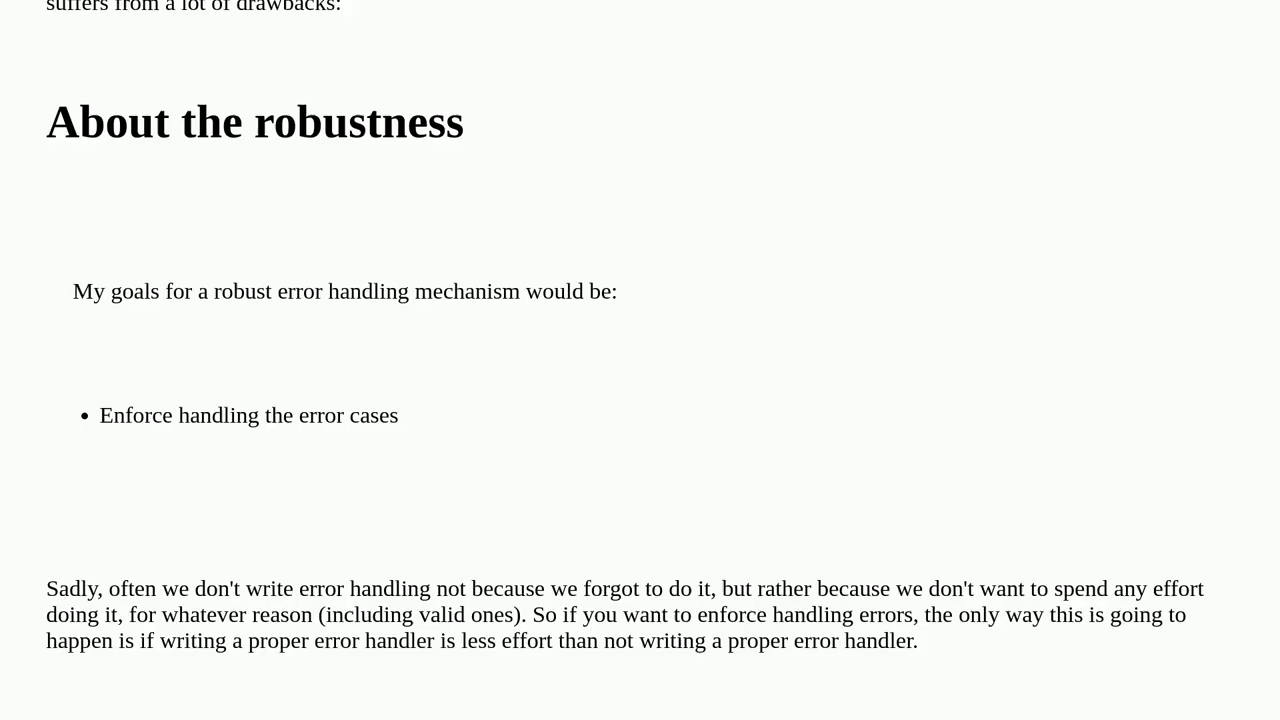 suffers from a lot of drawbacks:
About the robustness
My goals for a robust error handling mechanism would be:
• Enforce handling the error cases
Sadly, often we don't write error handling not because we forgot to do it, but rather because we don't want to spend any effort
doing it, for whatever reason (including valid ones). So if you want to enforce handling errors, the only way this is going to
happen is if writing a proper error handler is less effort than not writing a proper error handler.